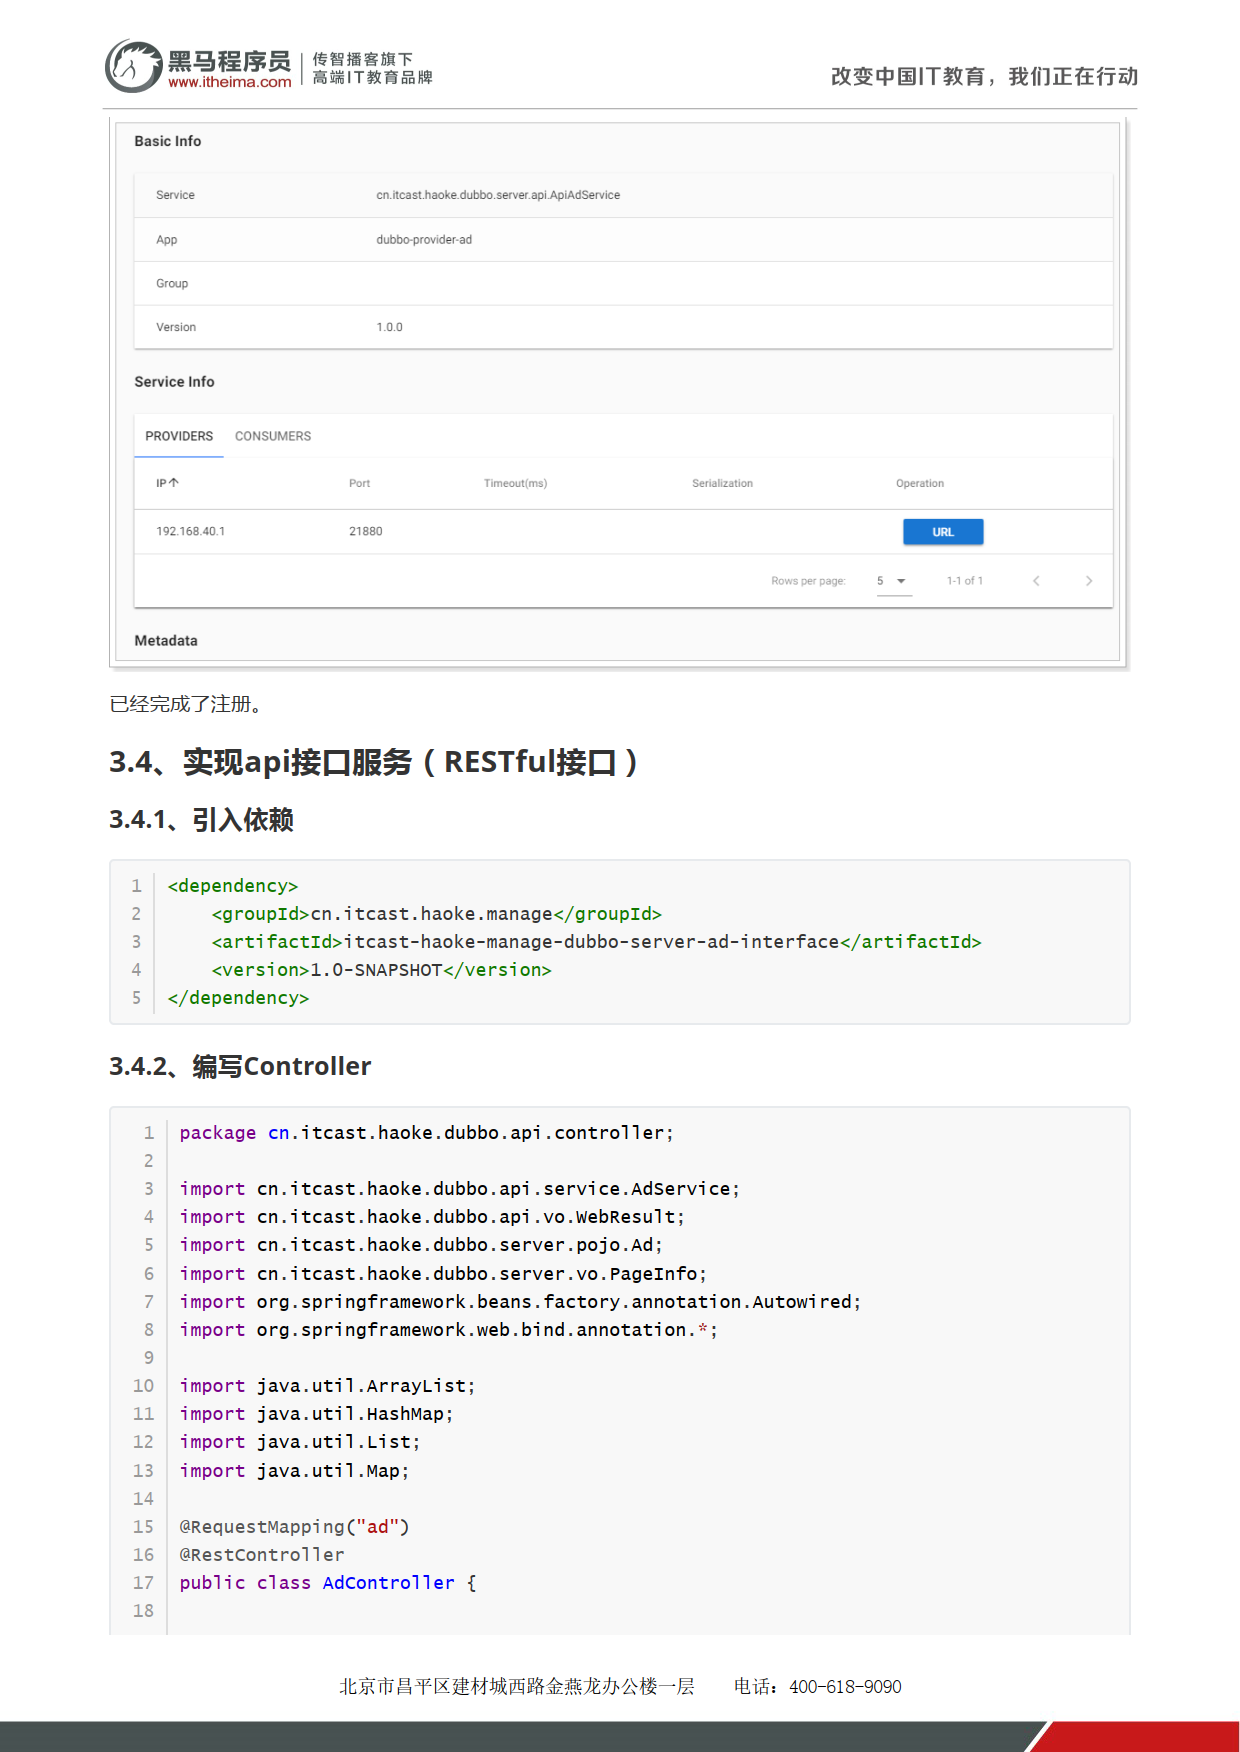 黑马程序员
www.itheima.com
传智播客旗下
高端IT教育品牌
改变中国IT教育，我们正在行动
Basic Info
Service cn.itcast.haoke.dubbo.server.api.ApiAdService
App dubbo-provider-ad
Group
Version 1.0.0
Service Info
PROVIDERS CONSUMERS
IP↑ Port Timeout(ms) Serialization Operation
192.168.40.1 21880 URL
Rows per page: 5 1-1 of 1
Metadata
已经完成了注册。
3.4、实现api接口服务（RESTful接口）
3.4.1、引入依赖
1 <dependency>
2     <groupId>cn.itcast.haoke.manage</groupId>
3     <artifactId>itcast-haoke-manage-dubbo-server-ad-interface</artifactId>
4     <version>1.0-SNAPSHOT</version>
5 </dependency>
3.4.2、编写Controller
1 package cn.itcast.haoke.dubbo.api.controller;
2
3 import cn.itcast.haoke.dubbo.api.service.AdService;
4 import cn.itcast.haoke.dubbo.api.vo.WebResult;
5 import cn.itcast.haoke.dubbo.server.pojo.Ad;
6 import cn.itcast.haoke.dubbo.server.vo.PageInfo;
7 import org.springframework.beans.factory.annotation.Autowired;
8 import org.springframework.web.bind.annotation.*;
9
10 import java.util.ArrayList;
11 import java.util.HashMap;
12 import java.util.List;
13 import java.util.Map;
14
15 @RequestMapping("ad")
16 @RestController
17 public class AdController {
18
北京市昌平区建材城西路金燕龙办公楼一层 电话：400-618-9090